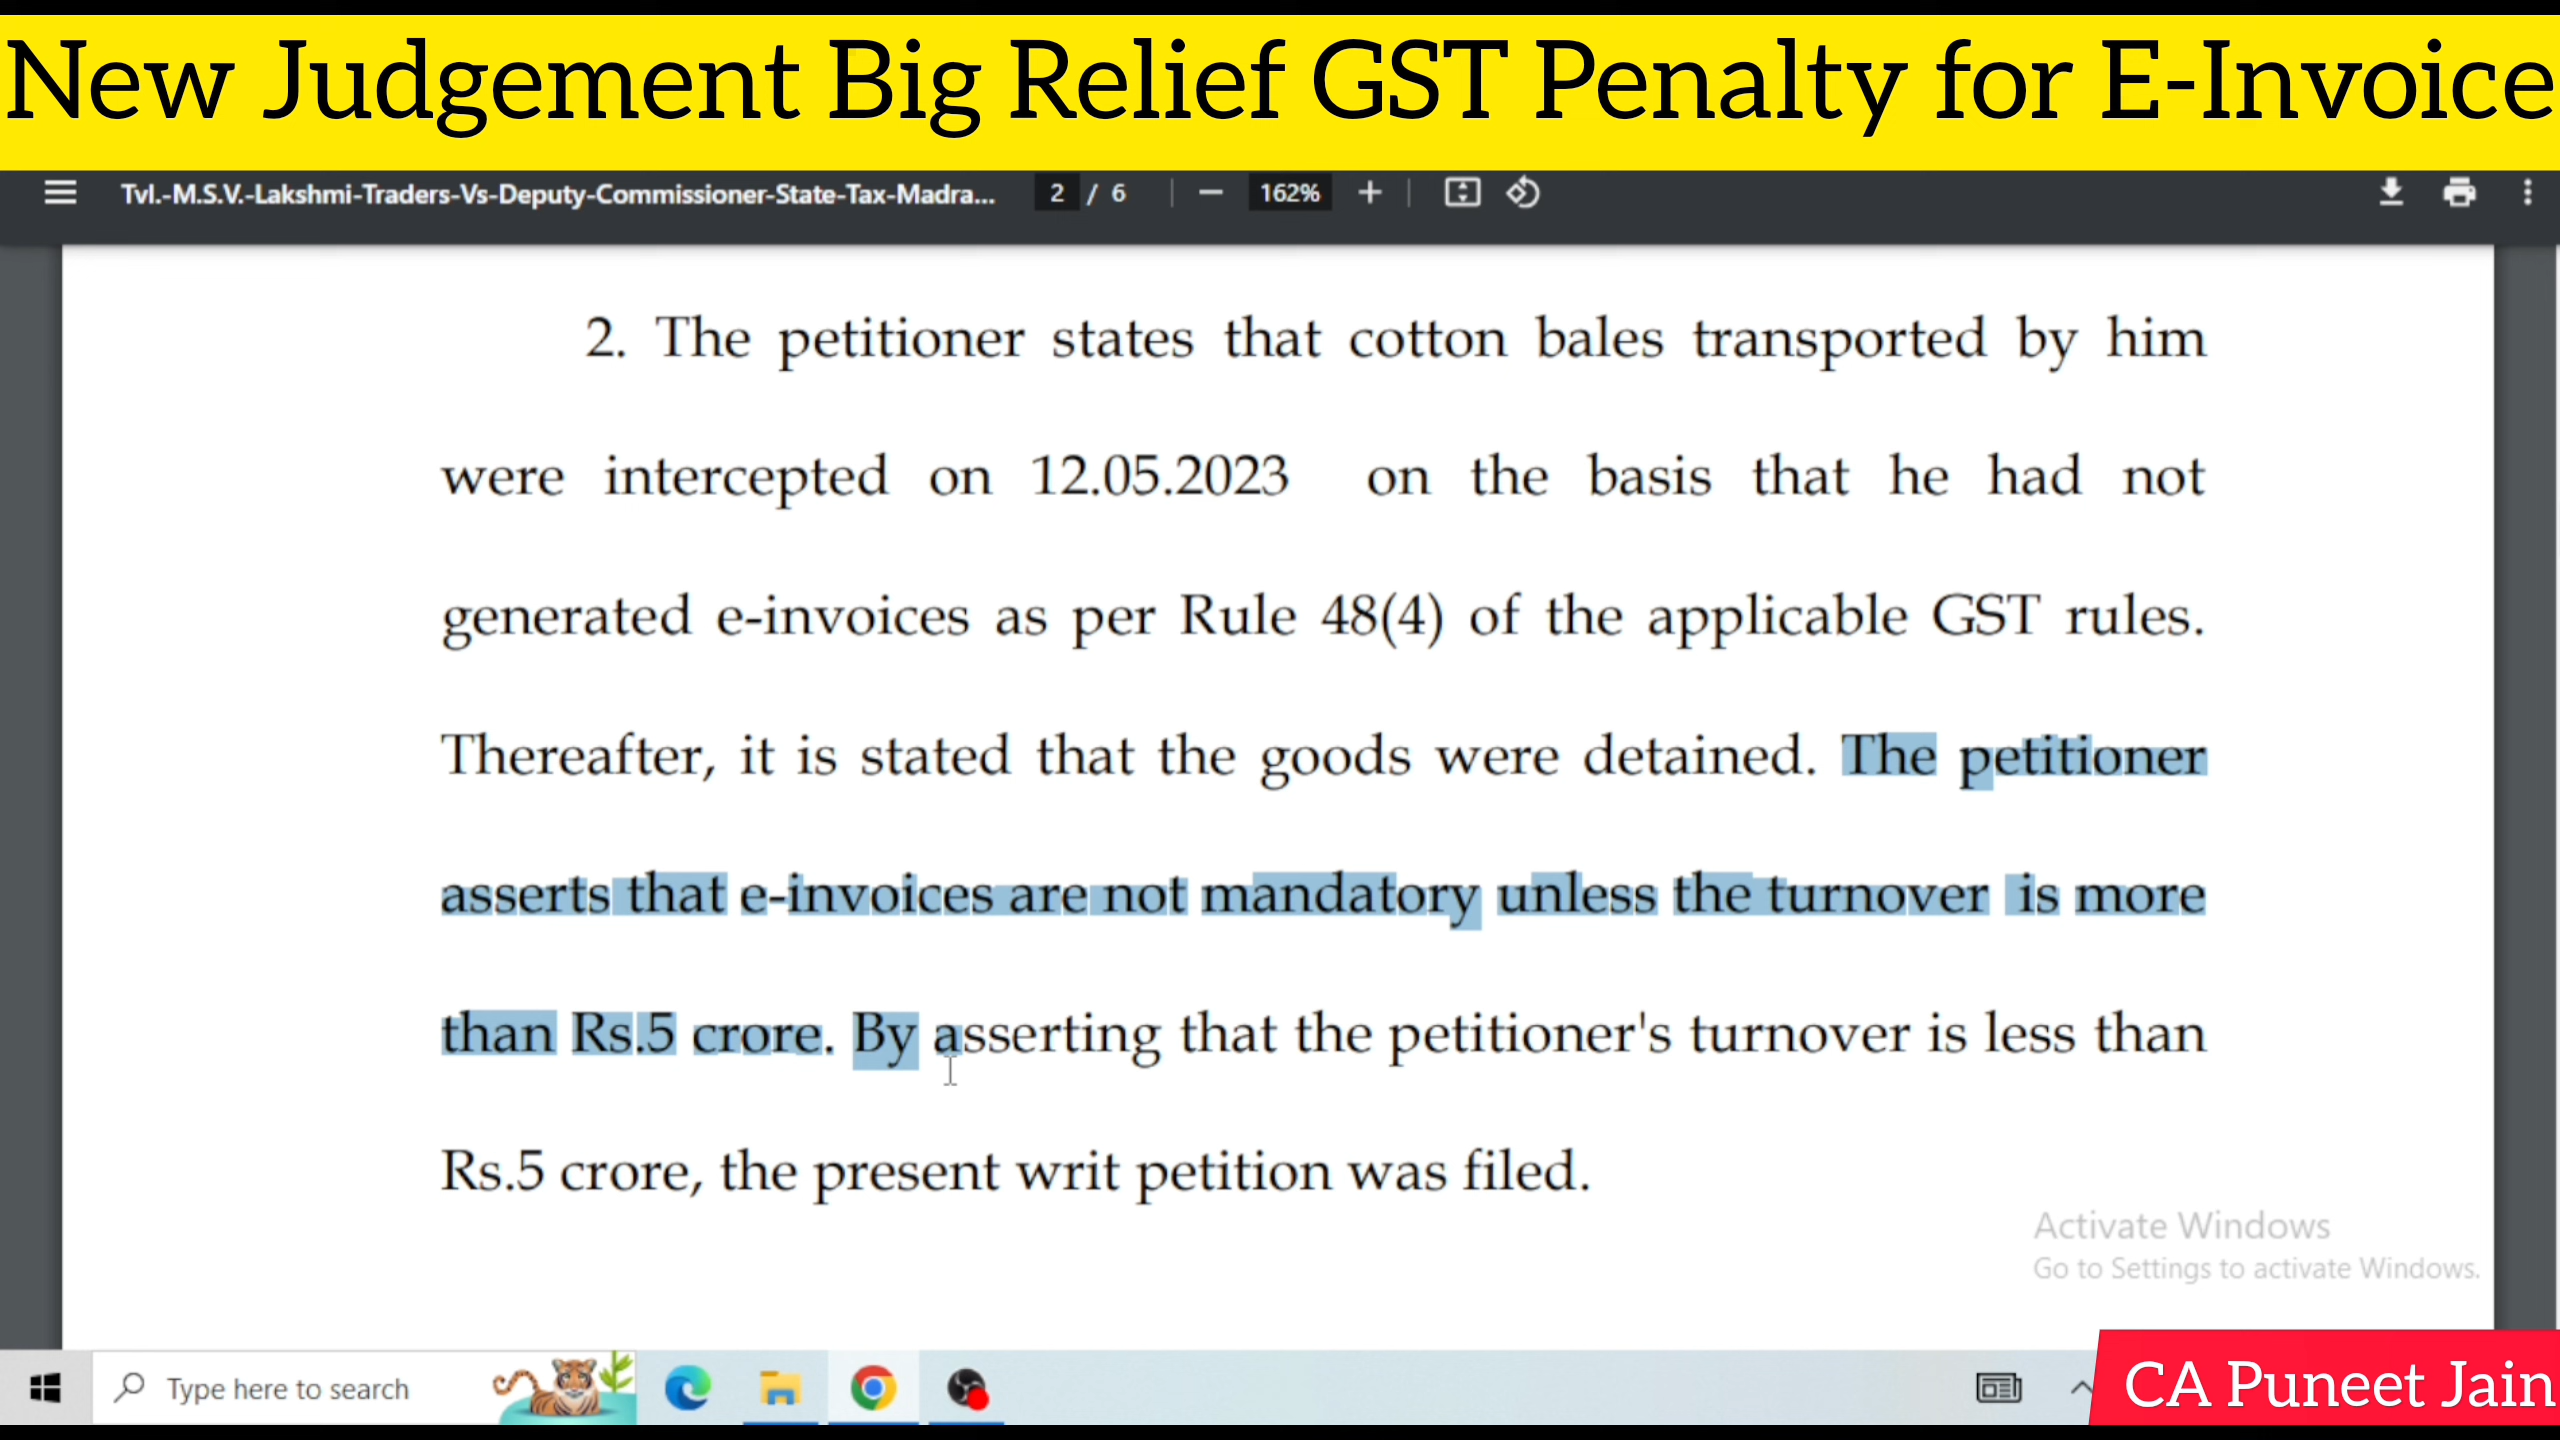 New Judgement Big Relief GST Penalty for E-Invoice
Tvl.-M.S.V.-Lakshmi-Traders-Vs-Deputy-Commissioner-State-Tax-Madra... 2 / 6 162%
2. The petitioner states that cotton bales transported by him
were intercepted on 12.05.2023 on the basis that he had not
generated e-invoices as per Rule 48(4) of the applicable GST rules.
Thereafter, it is stated that the goods were detained. The petitioner
asserts that e-invoices are not mandatory unless the turnover is more
than Rs.5 crore. By asserting that the petitioner's turnover is less than
Rs.5 crore, the present writ petition was filed.
Activate Windows
Go to Settings to activate Windows.
Type here to search
CA Puneet Jain